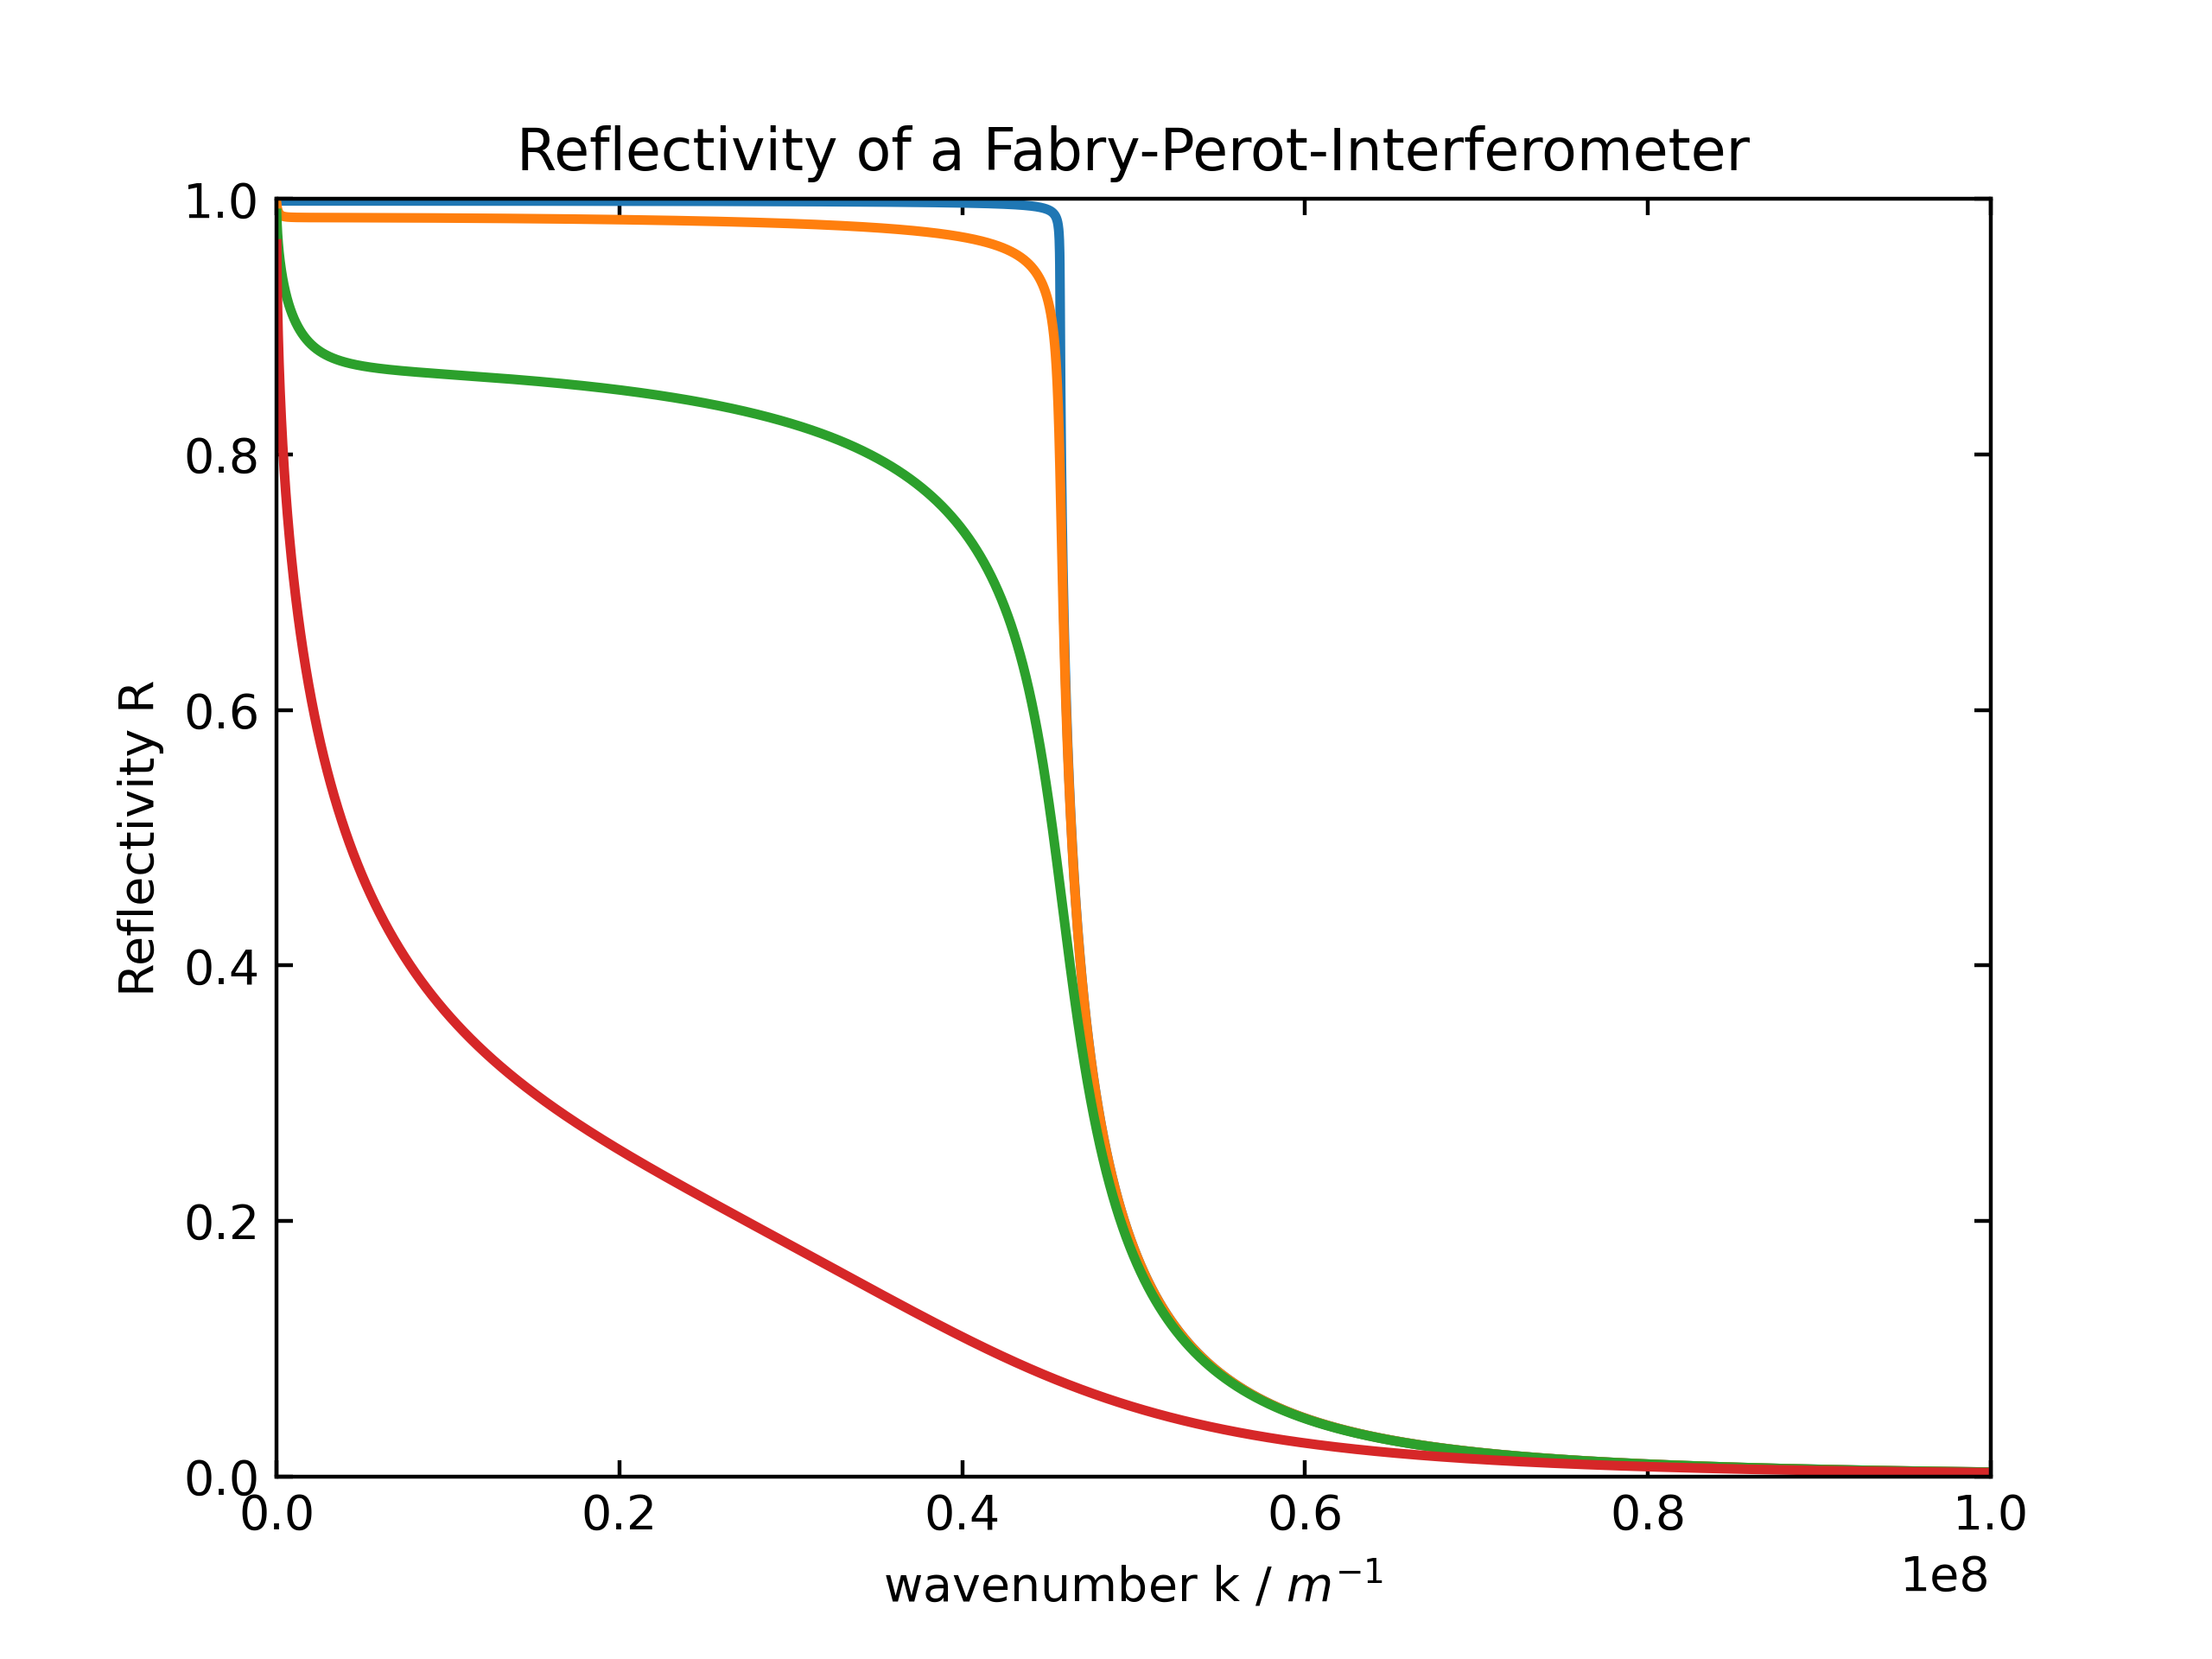 Reflectivity of a Fabry-Perot-Interferometer
1.0
0.8
0.6
0.4
0.2
0.0
Reflectivity R
0.0 0.2 0.4 0.6 0.8 1.0
1e8
wavenumber k / m⁻¹